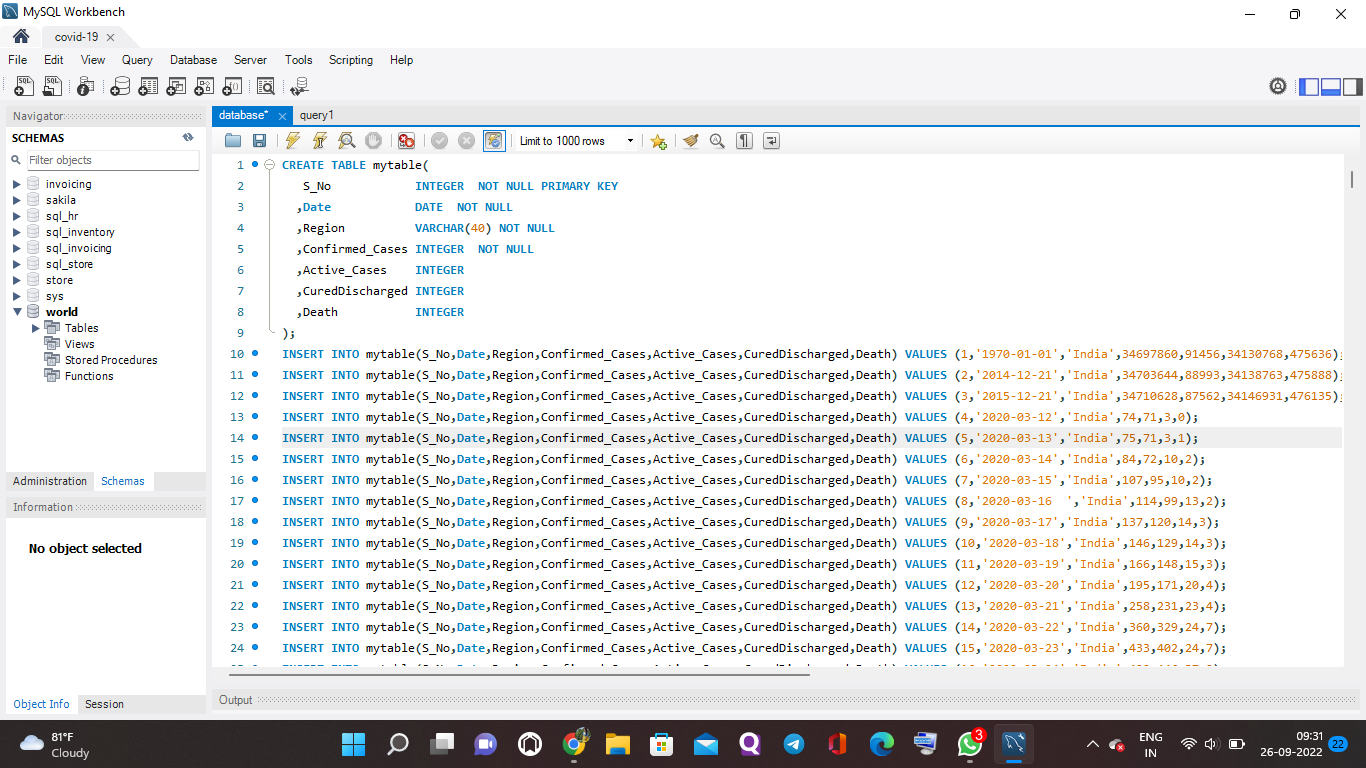 MySQL Workbench
covid-19
File Edit View Query Database Server Tools Scripting Help
Navigator
SCHEMAS
Filter objects
invoicing
sakila
sql_hr
sql_inventory
sql_invoicing
sql_store
store
sys
world
Tables
Views
Stored Procedures
Functions
Administration Schemas
Information
No object selected
Object Info Session
database* query1
Limit to 1000 rows
1 CREATE TABLE mytable(
2 S_No INTEGER NOT NULL PRIMARY KEY
3 ,Date DATE NOT NULL
4 ,Region VARCHAR(40) NOT NULL
5 ,Confirmed_Cases INTEGER NOT NULL
6 ,Active_Cases INTEGER
7 ,CuredDischarged INTEGER
8 ,Death INTEGER
9 );
10 INSERT INTO mytable(S_No,Date,Region,Confirmed_Cases,Active_Cases,CuredDischarged,Death) VALUES (1,'1970-01-01','India',34697860,91456,34130768,475636);
11 INSERT INTO mytable(S_No,Date,Region,Confirmed_Cases,Active_Cases,CuredDischarged,Death) VALUES (2,'2014-12-21','India',34703644,88993,34138763,475888);
12 INSERT INTO mytable(S_No,Date,Region,Confirmed_Cases,Active_Cases,CuredDischarged,Death) VALUES (3,'2015-12-21','India',34710628,87562,34146931,476135);
13 INSERT INTO mytable(S_No,Date,Region,Confirmed_Cases,Active_Cases,CuredDischarged,Death) VALUES (4,'2020-03-12','India',74,71,3,0);
14 INSERT INTO mytable(S_No,Date,Region,Confirmed_Cases,Active_Cases,CuredDischarged,Death) VALUES (5,'2020-03-13','India',75,71,3,1);
15 INSERT INTO mytable(S_No,Date,Region,Confirmed_Cases,Active_Cases,CuredDischarged,Death) VALUES (6,'2020-03-14','India',84,72,10,2);
16 INSERT INTO mytable(S_No,Date,Region,Confirmed_Cases,Active_Cases,CuredDischarged,Death) VALUES (7,'2020-03-15','India',107,95,10,2);
17 INSERT INTO mytable(S_No,Date,Region,Confirmed_Cases,Active_Cases,CuredDischarged,Death) VALUES (8,'2020-03-16  ','India',114,99,13,2);
18 INSERT INTO mytable(S_No,Date,Region,Confirmed_Cases,Active_Cases,CuredDischarged,Death) VALUES (9,'2020-03-17','India',137,120,14,3);
19 INSERT INTO mytable(S_No,Date,Region,Confirmed_Cases,Active_Cases,CuredDischarged,Death) VALUES (10,'2020-03-18','India',146,129,14,3);
20 INSERT INTO mytable(S_No,Date,Region,Confirmed_Cases,Active_Cases,CuredDischarged,Death) VALUES (11,'2020-03-19','India',166,148,15,3);
21 INSERT INTO mytable(S_No,Date,Region,Confirmed_Cases,Active_Cases,CuredDischarged,Death) VALUES (12,'2020-03-20','India',195,171,20,4);
22 INSERT INTO mytable(S_No,Date,Region,Confirmed_Cases,Active_Cases,CuredDischarged,Death) VALUES (13,'2020-03-21','India',258,231,23,4);
23 INSERT INTO mytable(S_No,Date,Region,Confirmed_Cases,Active_Cases,CuredDischarged,Death) VALUES (14,'2020-03-22','India',360,329,24,7);
24 INSERT INTO mytable(S_No,Date,Region,Confirmed_Cases,Active_Cases,CuredDischarged,Death) VALUES (15,'2020-03-23','India',433,402,24,7);
Output
81°F
Cloudy
3
ENG
IN
09:31
26-09-2022
22